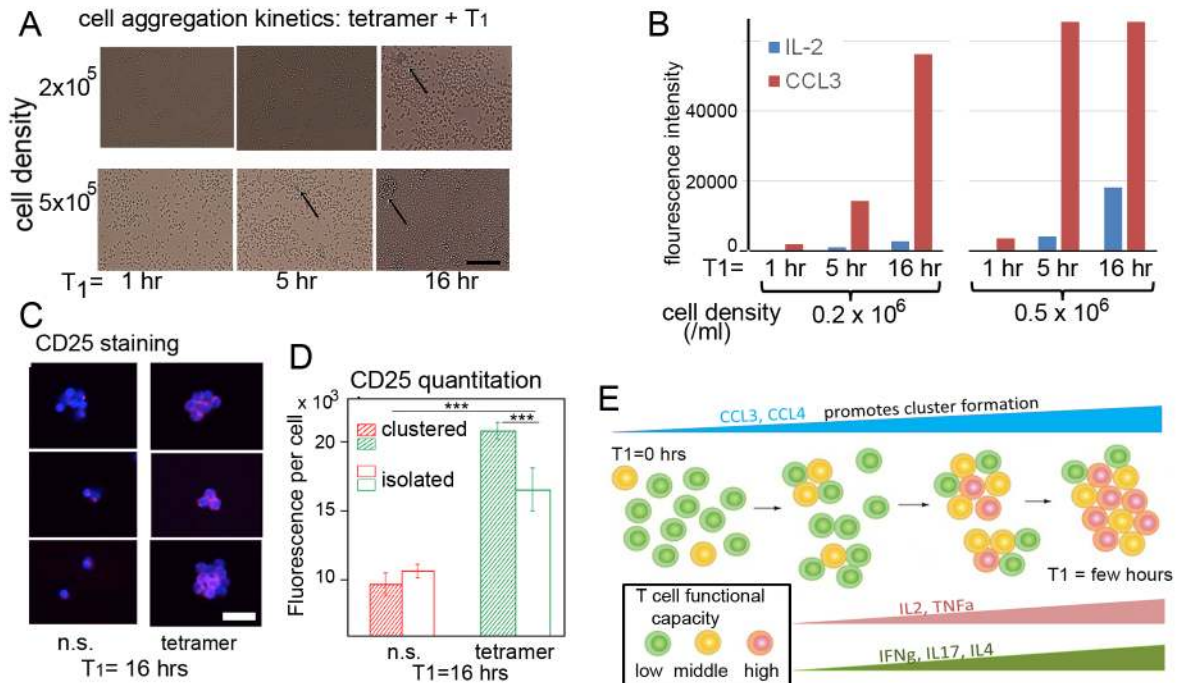 A
cell aggregation kinetics: tetramer + T1
2x10^5
5x10^5
cell density
T1= 1 hr 5 hr 16 hr
B
IL-2
CCL3
flourescence intensity
40000
20000
0
T1= 1 hr 5 hr 16 hr 1 hr 5 hr 16 hr
cell density (/ml) 0.2 x 10^6 0.5 x 10^6
C
CD25 staining
n.s. tetramer
T1= 16 hrs
D
CD25 quantitation
x 10^3
***
***
clustered
isolated
Fluorescence per cell
20
15
10
n.s. tetramer
T1=16 hrs
E
CCL3, CCL4 promotes cluster formation
T1=0 hrs
T1 = few hours
T cell functional
capacity
low middle high
IL2, TNFa
IFNg, IL17, IL4